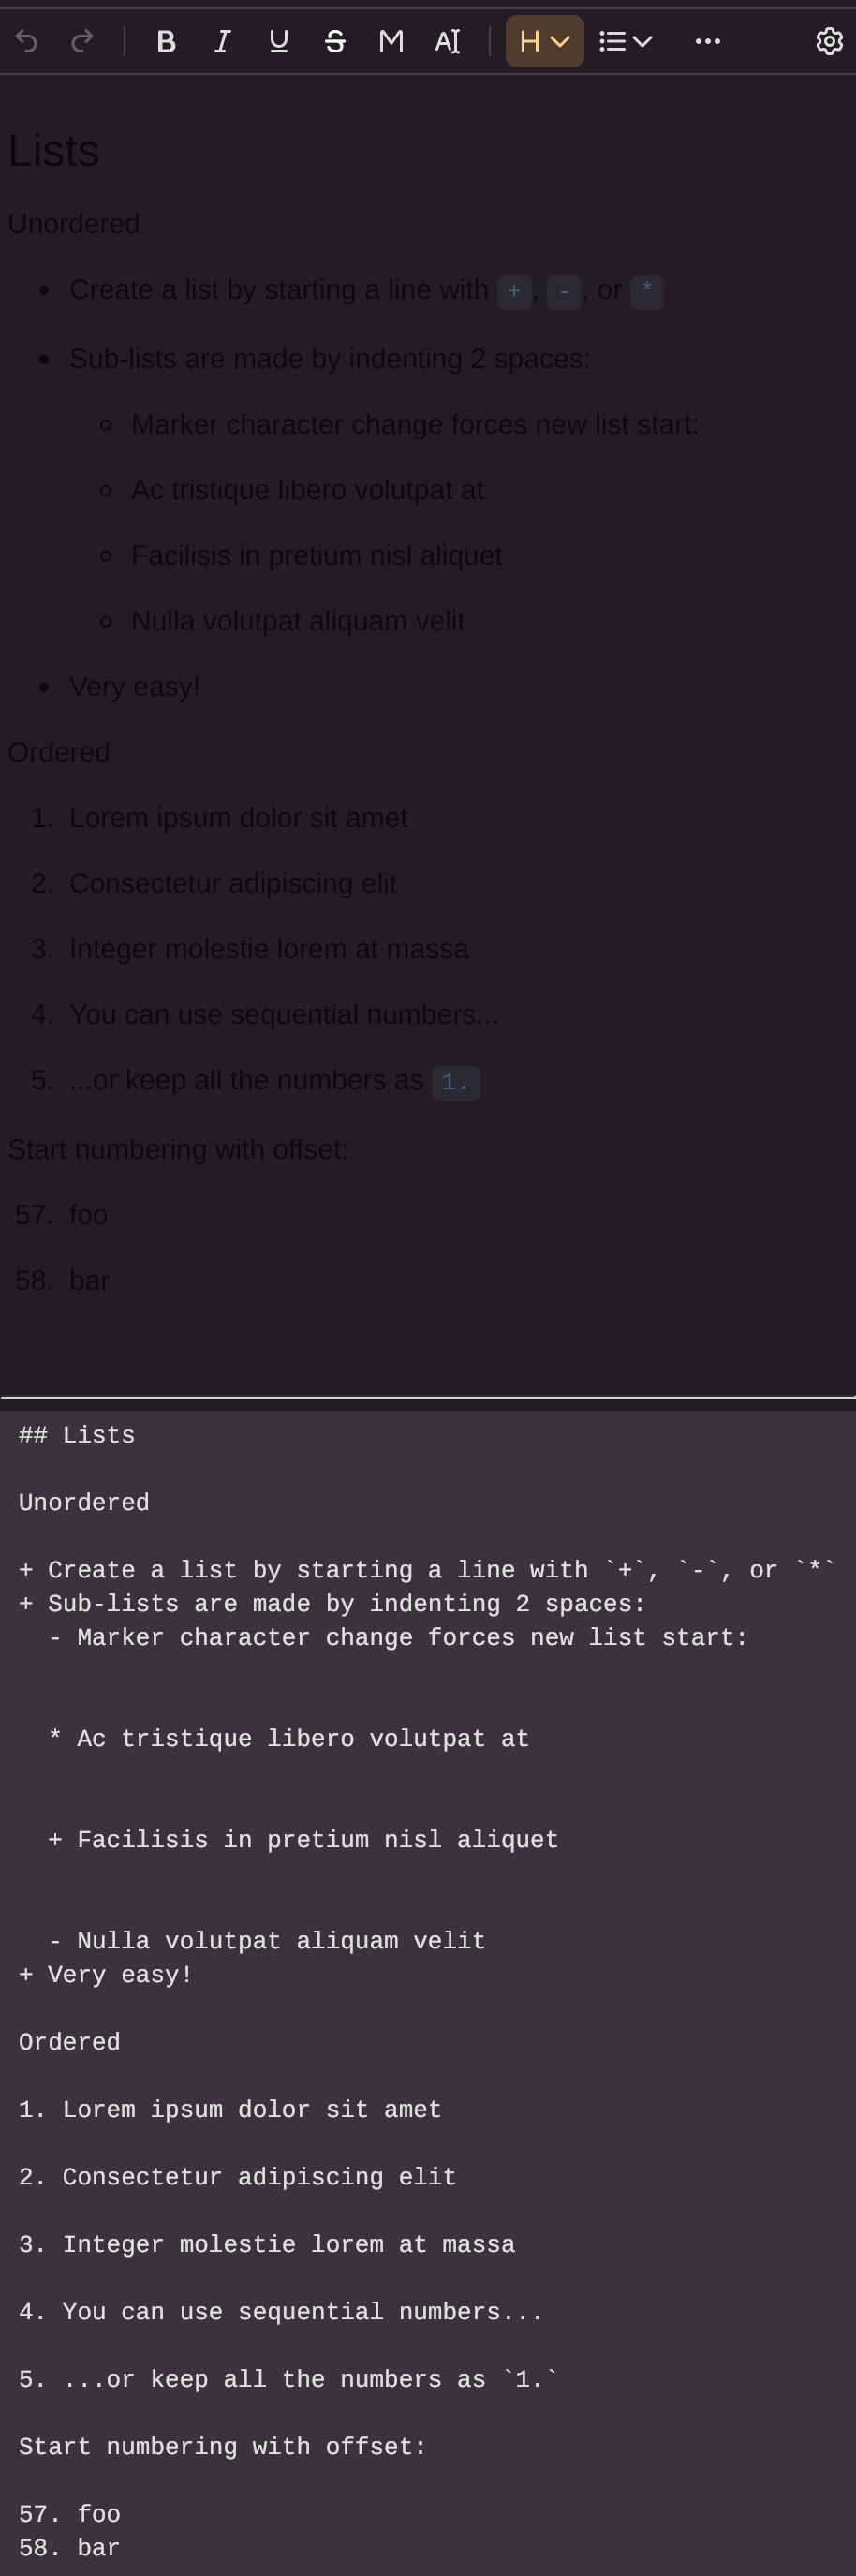 B I U S M AI H
Lists
Unordered
• Create a list by starting a line with +, -, or *
• Sub-lists are made by indenting 2 spaces:
◦ Marker character change forces new list start:
◦ Ac tristique libero volutpat at
◦ Facilisis in pretium nisl aliquet
◦ Nulla volutpat aliquam velit
• Very easy!
Ordered
1. Lorem ipsum dolor sit amet
2. Consectetur adipiscing elit
3. Integer molestie lorem at massa
4. You can use sequential numbers...
5. ...or keep all the numbers as 1.
Start numbering with offset:
57. foo
58. bar
## Lists
Unordered
+ Create a list by starting a line with `+`, `-`, or `*`
+ Sub-lists are made by indenting 2 spaces:
  - Marker character change forces new list start:
  * Ac tristique libero volutpat at
  + Facilisis in pretium nisl aliquet
  - Nulla volutpat aliquam velit
+ Very easy!
Ordered
1. Lorem ipsum dolor sit amet
2. Consectetur adipiscing elit
3. Integer molestie lorem at massa
4. You can use sequential numbers...
5. ...or keep all the numbers as `1.`
Start numbering with offset:
57. foo
58. bar